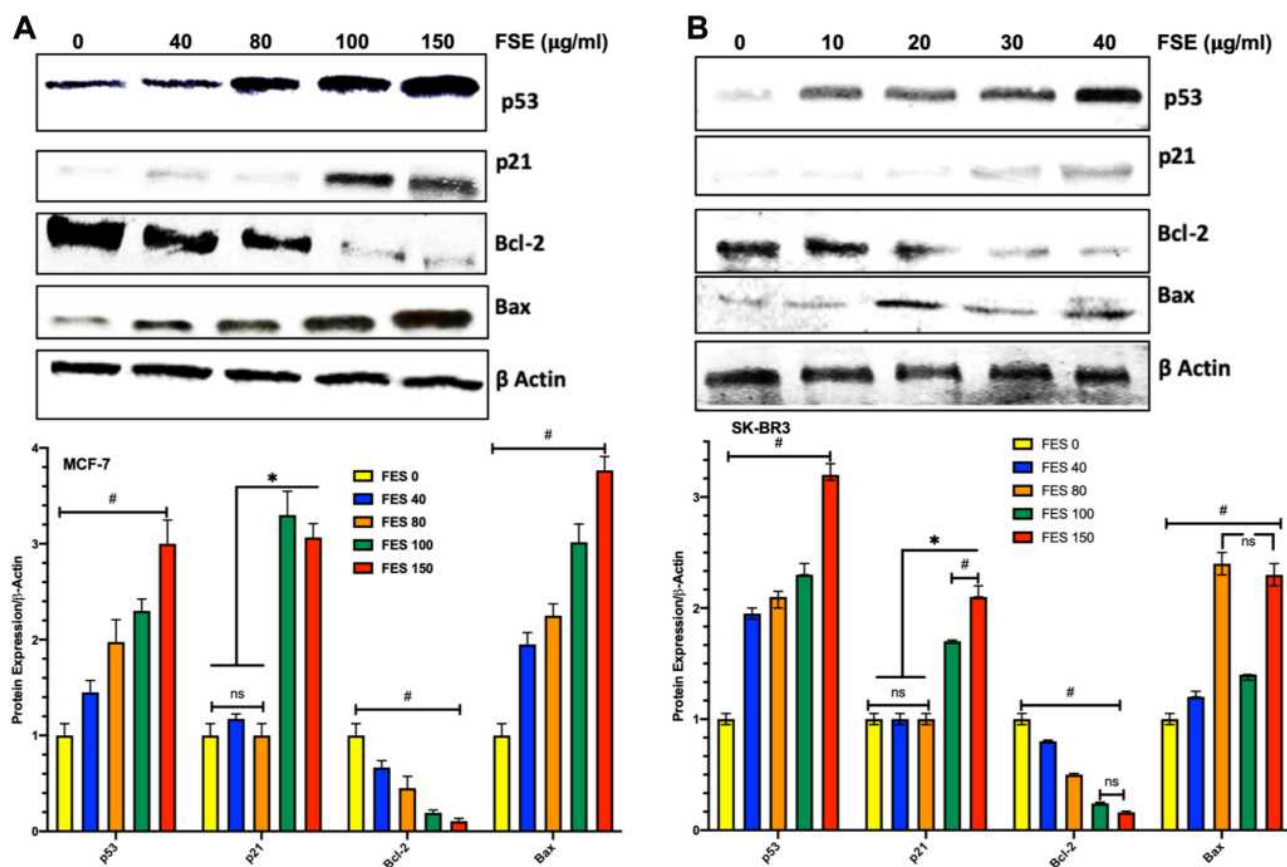 A
0 40 80 100 150 FSE (μg/ml)
p53
p21
Bcl-2
Bax
β Actin
MCF-7
Protein Expression/β-Actin
4
3
2
1
0
FES 0
FES 40
FES 80
FES 100
FES 150
#
ns
*
#
#
p53 p21 Bcl-2 Bax
B
0 10 20 30 40 FSE (μg/ml)
p53
p21
Bcl-2
Bax
β Actin
SK-BR3
Protein Expression/β-Actin
3
2
1
0
FES 0
FES 40
FES 80
FES 100
FES 150
#
ns
*
#
#
ns
#
ns
p53 p21 Bcl-2 Bax